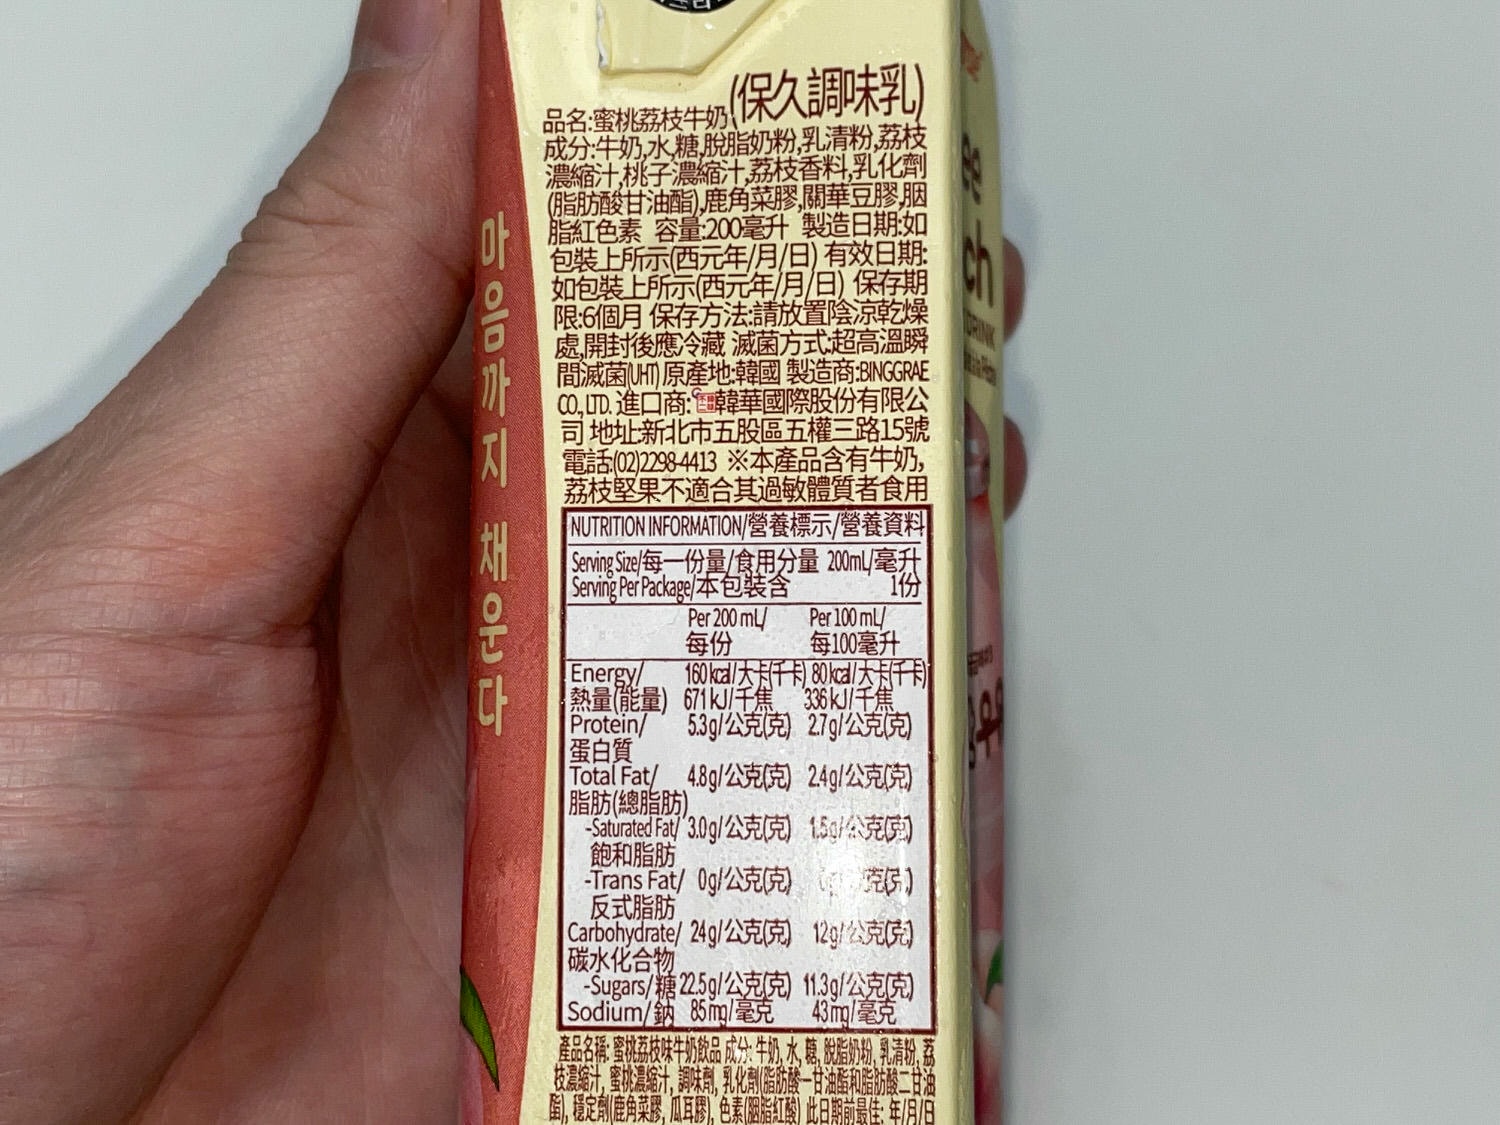 (保久調味乳)
品名:蜜桃荔枝牛奶
成分:牛奶,水,糖,脫脂奶粉,乳清粉,荔枝
濃縮汁,桃子濃縮汁,荔枝香料,乳化劑
(脂肪酸甘油酯),鹿角菜膠,關華豆膠,胭
脂紅色素 容量:200毫升 製造日期:如
包裝上所示(西元年/月/日) 有效日期:
如包裝上所示(西元年/月/日) 保存期
限:6個月 保存方法:請放置陰涼乾燥
處,開封後應冷藏 滅菌方式:超高溫瞬
間滅菌(UHT) 原產地:韓國 製造商:BINGGRAE
CO., LTD. 進口商: 韓華國際股份有限公
司 地址:新北市五股區五權三路15號
電話:(02)2298-4413 ※本產品含有牛奶,
荔枝堅果不適合其過敏體質者食用
NUTRITION INFORMATION/營養標示/營養資料
Serving Size/每一份量/食用分量 200mL/毫升
Serving Per Package/本包裝含 1份
Per 200 mL/ Per 100 mL/
每份 每100毫升
Energy/ 160 kcal/大卡(千卡) 80 kcal/大卡(千卡)
熱量(能量) 671 kJ/千焦 336 kJ/千焦
Protein/ 5.3g/公克(克) 2.7g/公克(克)
蛋白質
Total Fat/ 4.8g/公克(克) 2.4g/公克(克)
脂肪(總脂肪)
-Saturated Fat/ 3.0g/公克(克) 1.5g/公克(克)
飽和脂肪
-Trans Fat/ 0g/公克(克)
反式脂肪
Carbohydrate/ 24g/公克(克) 12g/公克(克)
碳水化合物
-Sugars/糖 22.5g/公克(克) 11.3g/公克(克)
Sodium/鈉 85mg/毫克 43mg/毫克
產品名稱: 蜜桃荔枝味牛奶飲品 成分: 牛奶, 水, 糖, 脫脂奶粉, 乳清粉, 荔
枝濃縮汁, 蜜桃濃縮汁, 調味劑, 乳化劑(脂肪酸一甘油酯和脂肪酸二甘油
酯), 穩定劑(鹿角菜膠, 瓜耳膠), 色素(胭脂紅酸) 此日期前最佳: 年/月/日
마음까지 채운다
ee
ch
DRINK